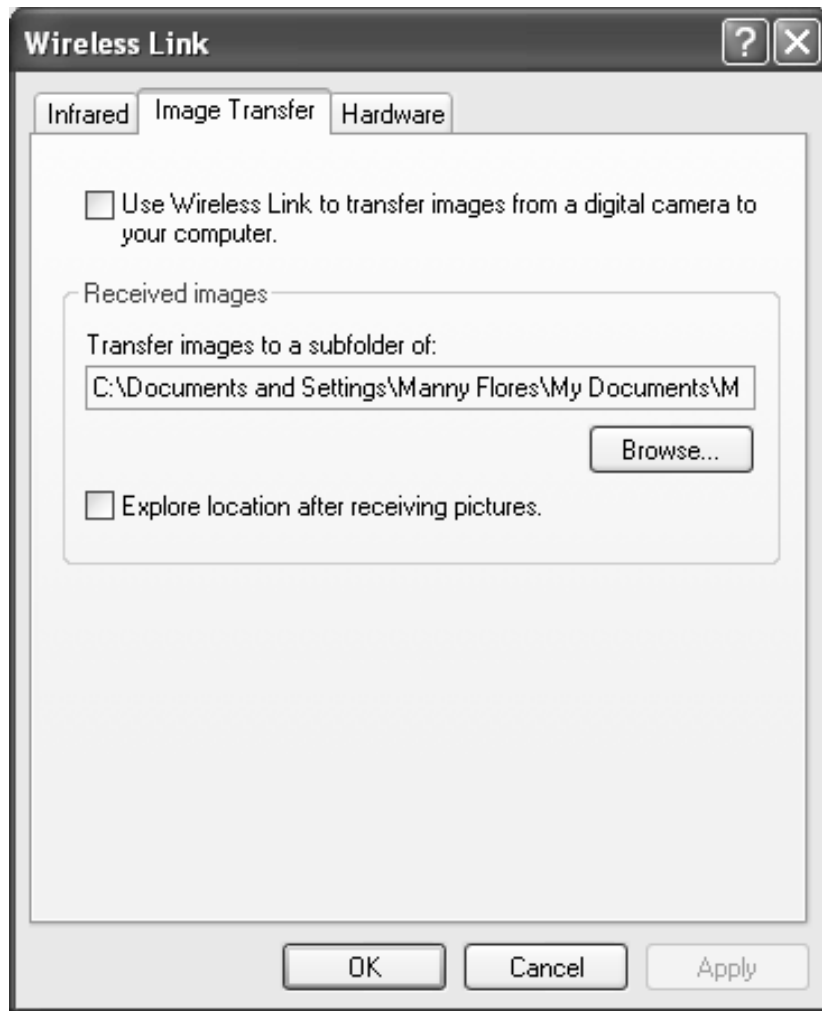 Wireless Link
Infrared
Image Transfer
Hardware
Use Wireless Link to transfer images from a digital camera to
your computer.
Received images
Transfer images to a subfolder of:
C:\Documents and Settings\Manny Flores\My Documents\M
Browse...
Explore location after receiving pictures.
OK
Cancel
Apply